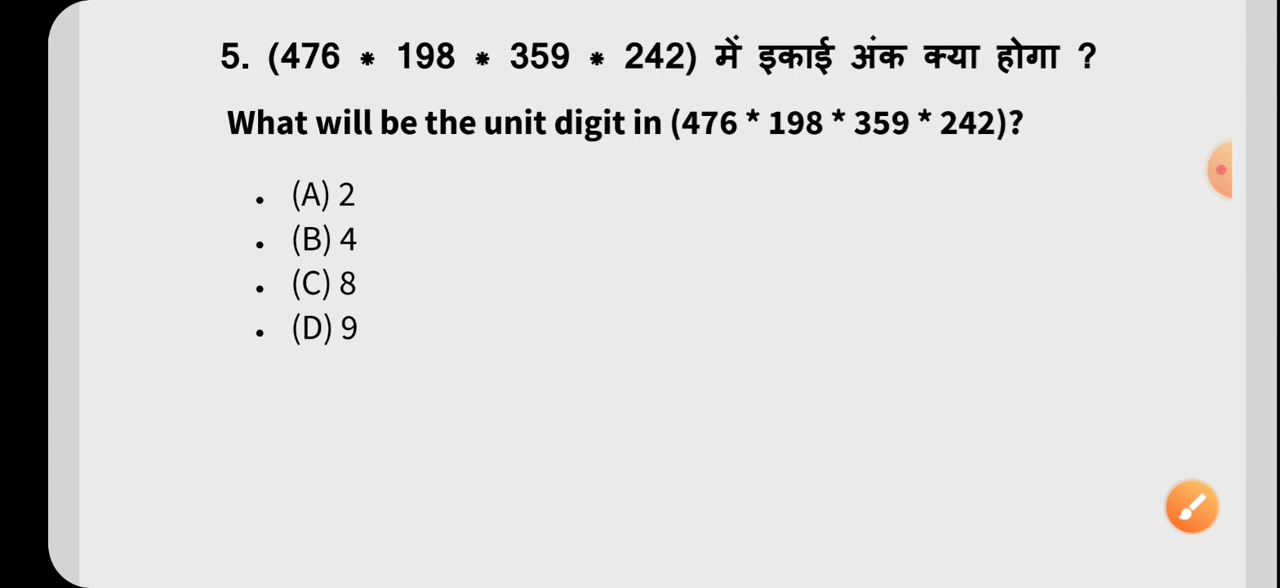 5. (476 * 198 * 359 * 242) में इकाई अंक क्या होगा ?
What will be the unit digit in (476 * 198 * 359 * 242)?
• (A) 2
• (B) 4
• (C) 8
• (D) 9